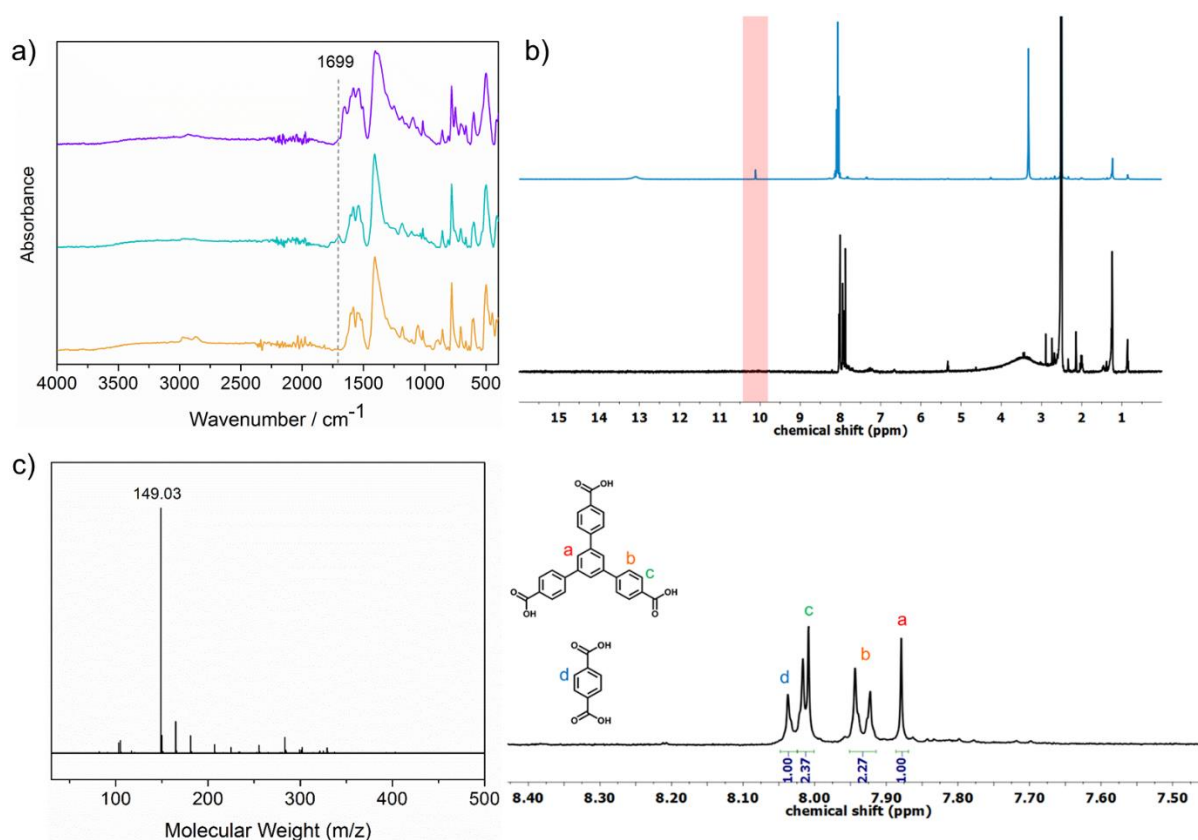 a)
1699
Absorbance
4000 3500 3000 2500 2000 1500 1000 500
Wavenumber / cm-1
b)
15 14 13 12 11 10 9 8 7 6 5 4 3 2 1
chemical shift (ppm)
c)
149.03
100 200 300 400 500
Molecular Weight (m/z)
O OH
a b
c
O OH
O OH
O OH
d
O OH
d c b a
1.00 2.37 2.27 1.00
8.40 8.30 8.20 8.10 8.00 7.90 7.80 7.70 7.60 7.50
chemical shift (ppm)